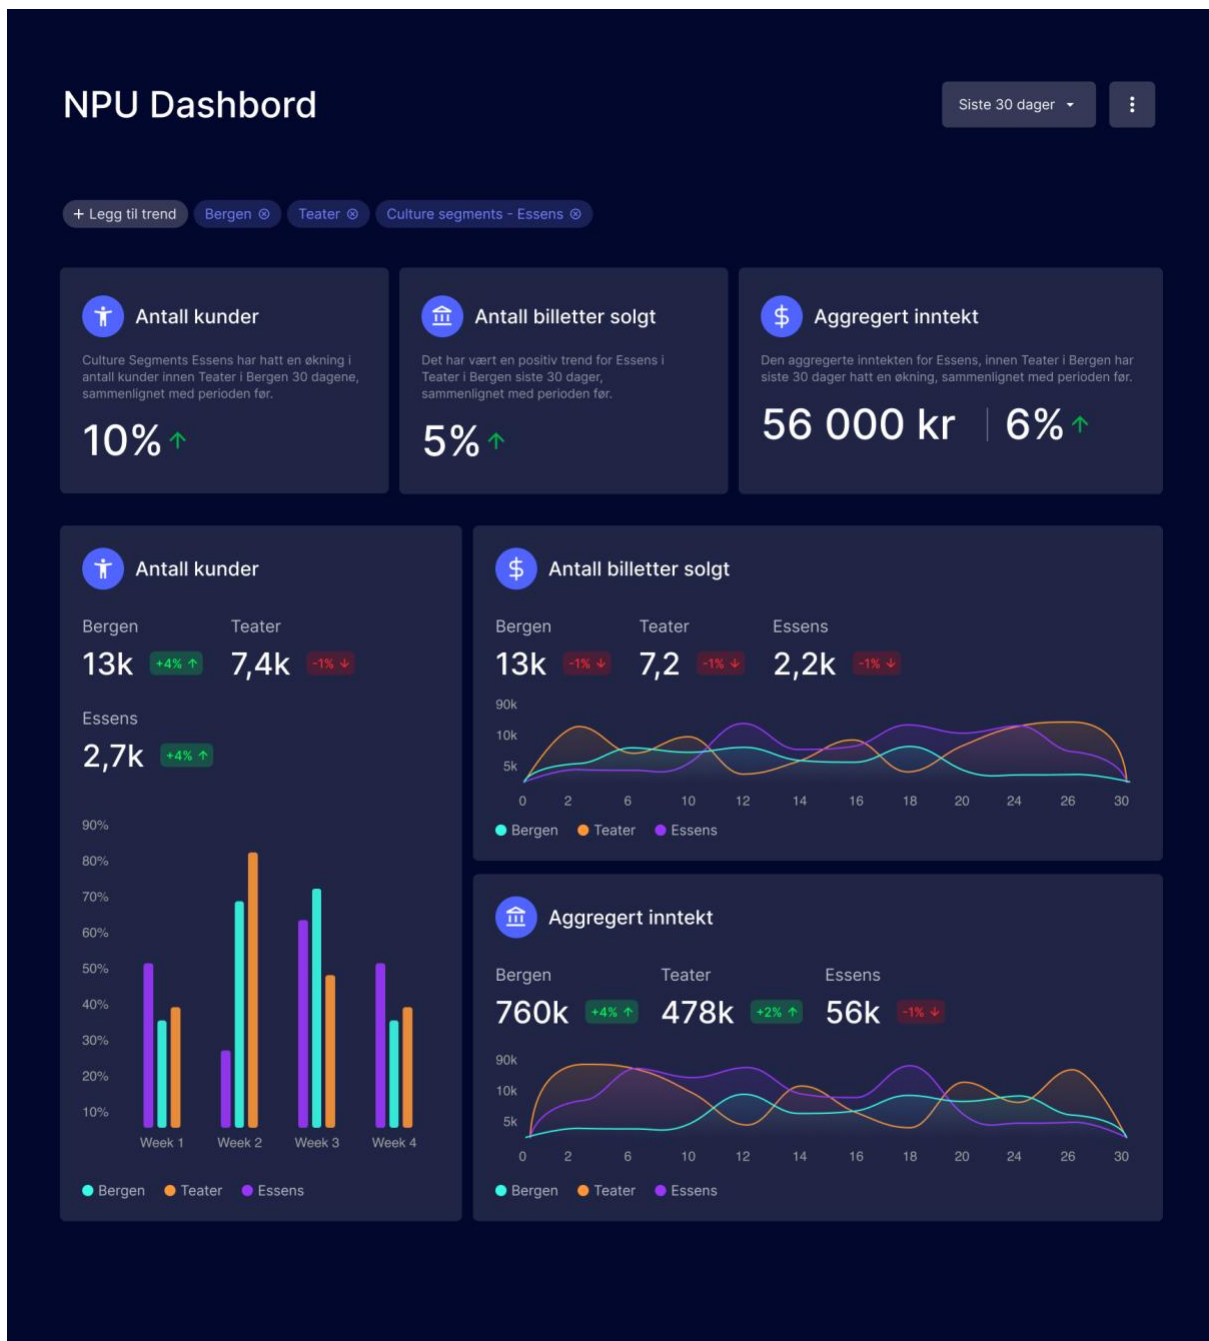 NPU Dashbord
Siste 30 dager
+ Legg til trend
Bergen
Teater
Culture segments - Essens
Antall kunder
Culture Segments Essens har hatt en økning i
antall kunder innen Teater i Bergen 30 dagene,
sammenlignet med perioden før.
10%
Antall billetter solgt
Det har vært en positiv trend for Essens i
Teater i Bergen siste 30 dager,
sammenlignet med perioden før.
5%
$ Aggregert inntekt
Den aggregerte inntekten for Essens, innen Teater i Bergen har
siste 30 dager hatt en økning, sammenlignet med perioden før.
56 000 kr 6%
Antall kunder
Bergen Teater
13k +4% ↑ 7,4k -1% ↓
Essens
2,7k +4% ↑
90%
80%
70%
60%
50%
40%
30%
20%
10%
Week 1 Week 2 Week 3 Week 4
Bergen Teater Essens
$ Antall billetter solgt
Bergen Teater Essens
13k -1% ↓ 7,2 -1% ↓ 2,2k -1% ↓
90k
10k
5k
0 2 6 10 12 14 16 18 20 24 26 30
Bergen Teater Essens
Aggregert inntekt
Bergen Teater Essens
760k +4% ↑ 478k +2% ↑ 56k -1% ↓
90k
10k
5k
0 2 6 10 12 14 16 18 20 24 26 30
Bergen Teater Essens